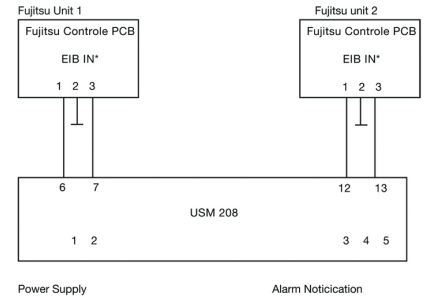 Fujitsu Unit 1 Fujitsu unit 2
Fujitsu Controle PCB Fujitsu Controle PCB
EIB IN* EIB IN*
1 2 3 1 2 3
6 7 12 13
USM 208
1 2 3 4 5
Power Supply Alarm Noticication